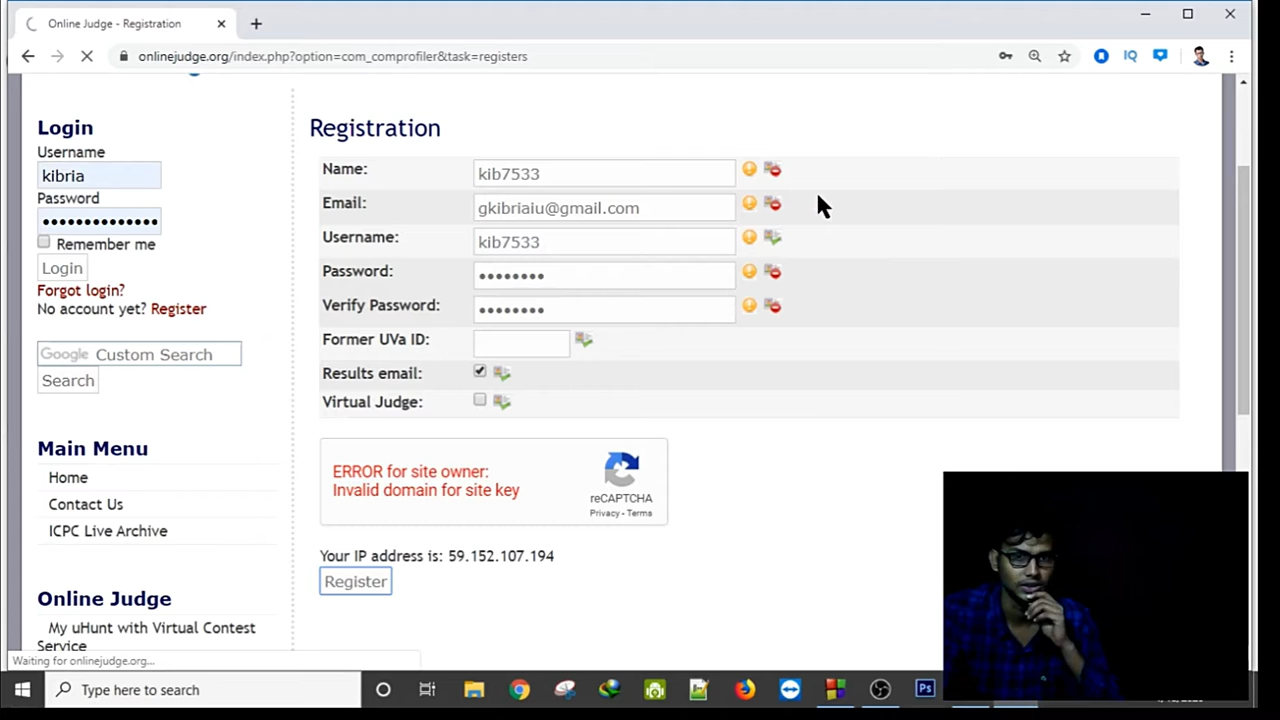 Online Judge - Registration
onlinejudge.org/index.php?option=com_comprofiler&task=registers
IQ
Login
Username
kibria
Password
Remember me
Login
Forgot login?
No account yet? Register
Google Custom Search
Search
Main Menu
Home
Contact Us
ICPC Live Archive
Online Judge
My uHunt with Virtual Contest
Service
Registration
Name: kib7533
Email: gkibriaiu@gmail.com
Username: kib7533
Password:
Verify Password:
Former UVa ID:
Results email:
Virtual Judge:
ERROR for site owner:
Invalid domain for site key
reCAPTCHA
Privacy - Terms
Your IP address is: 59.152.107.194
Register
Waiting for onlinejudge.org...
Type here to search
Ps